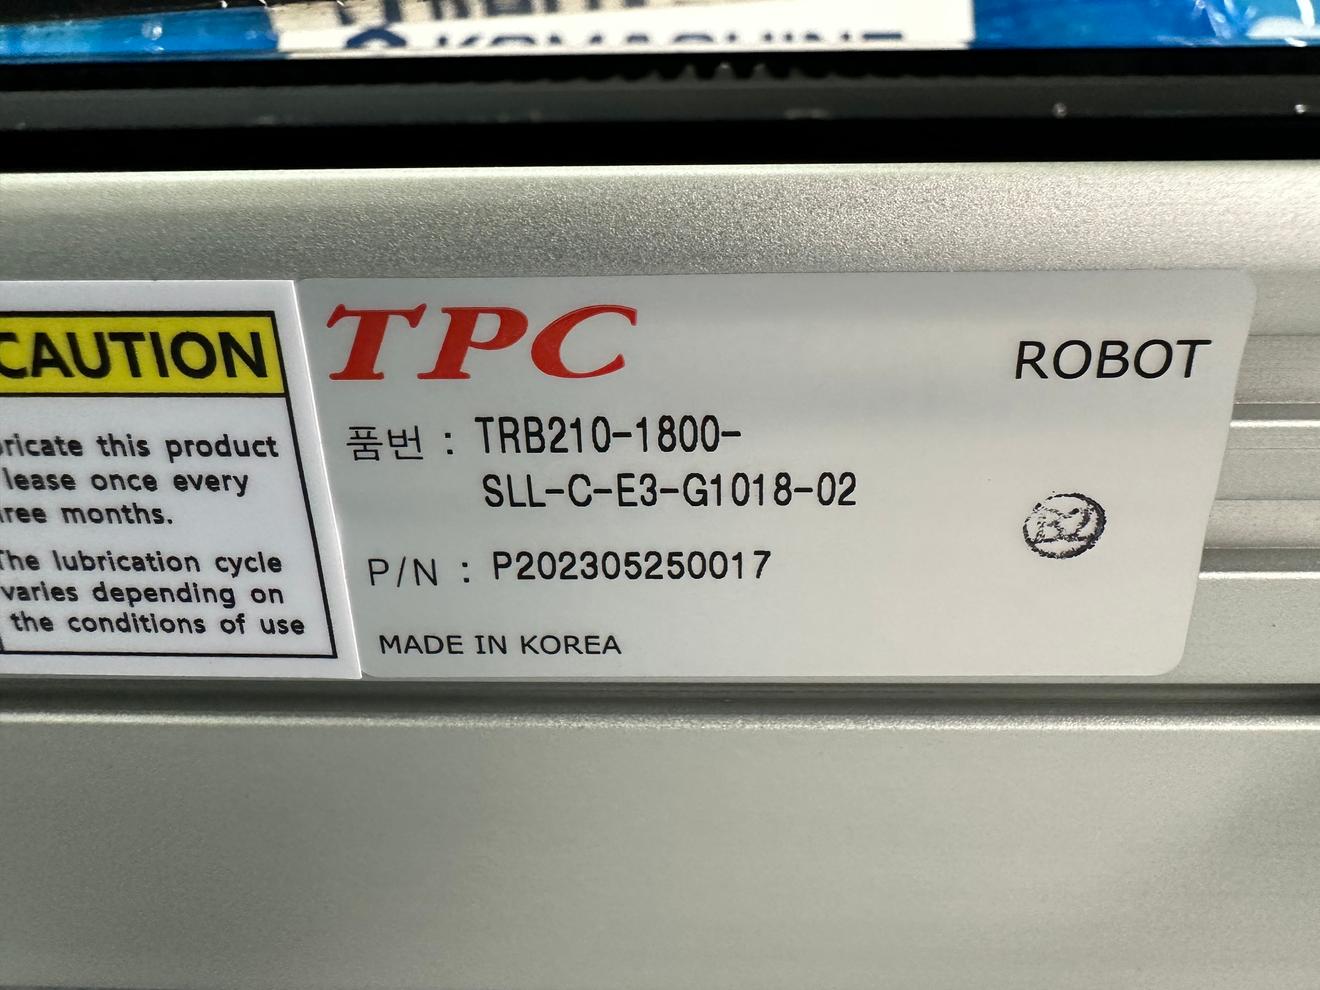 CAUTION
ricate this product
lease once every
ree months.
The lubrication cycle
varies depending on
the conditions of use
TPC
ROBOT
품번 : TRB210-1800-
SLL-C-E3-G1018-02
P/N : P202305250017
MADE IN KOREA